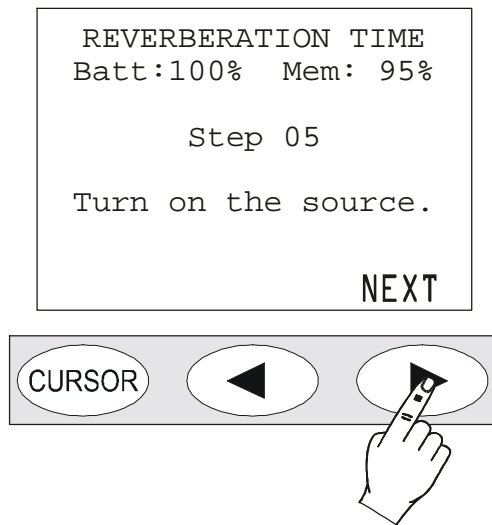 REVERBERATION TIME
Batt:100% Mem: 95%
Step 05
Turn on the source.
NEXT
CURSOR